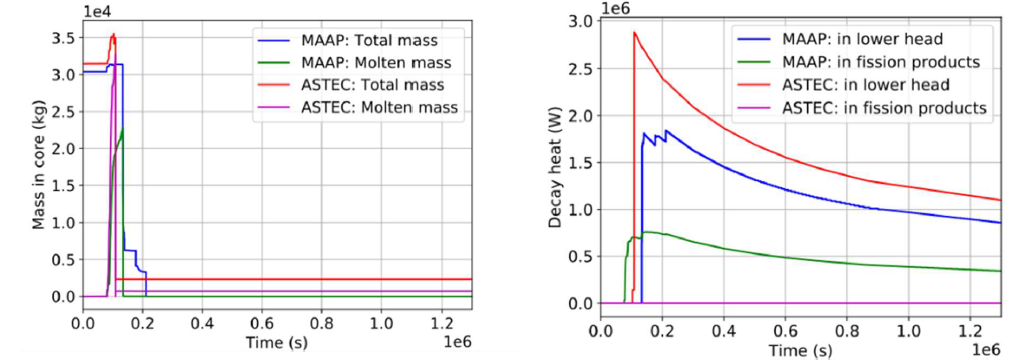 1e4
MAAP: Total mass
MAAP: Molten mass
ASTEC: Total mass
ASTEC: Molten mass
3.5
3.0
2.5
2.0
1.5
1.0
0.5
0.0
Mass in core (kg)
0.0 0.2 0.4 0.6 0.8 1.0 1.2
Time (s)
1e6
1e6
MAAP: in lower head
MAAP: in fission products
ASTEC: in lower head
ASTEC: in fission products
3.0
2.5
2.0
1.5
1.0
0.5
0.0
Decay heat (W)
0.0 0.2 0.4 0.6 0.8 1.0 1.2
Time (s)
1e6